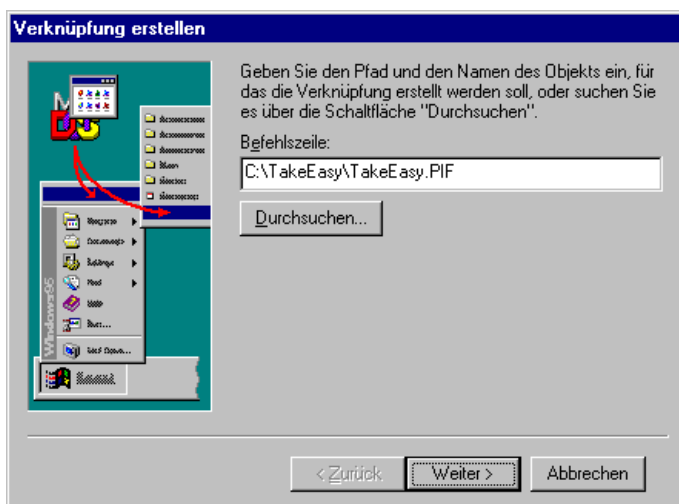 Verknüpfung erstellen
Geben Sie den Pfad und den Namen des Objekts ein, für
das die Verknüpfung erstellt werden soll, oder suchen Sie
es über die Schaltfläche "Durchsuchen".
Befehlszeile:
C:\TakeEasy\TakeEasy.PIF
Durchsuchen...
Windows95
< Zurück
Weiter >
Abbrechen